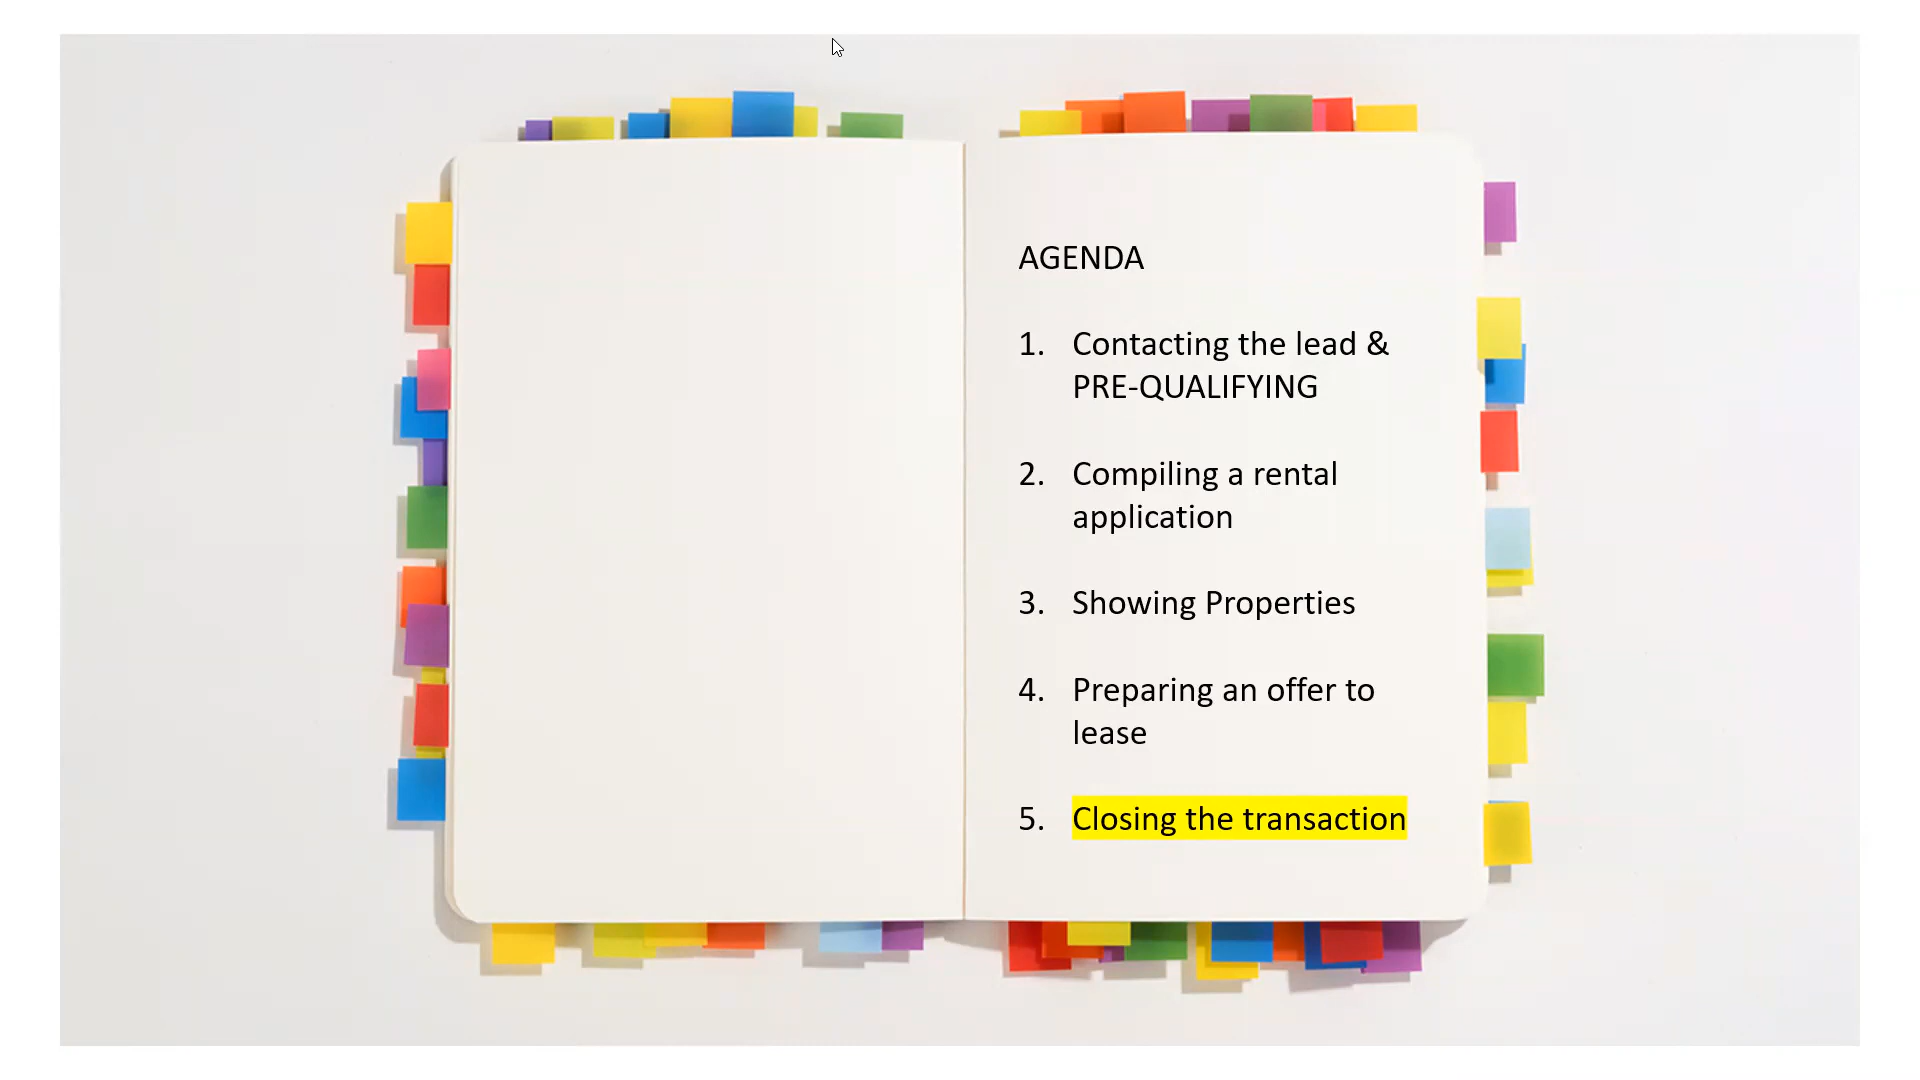 AGENDA
1. Contacting the lead &
PRE-QUALIFYING
2. Compiling a rental
application
3. Showing Properties
4. Preparing an offer to
lease
5. Closing the transaction